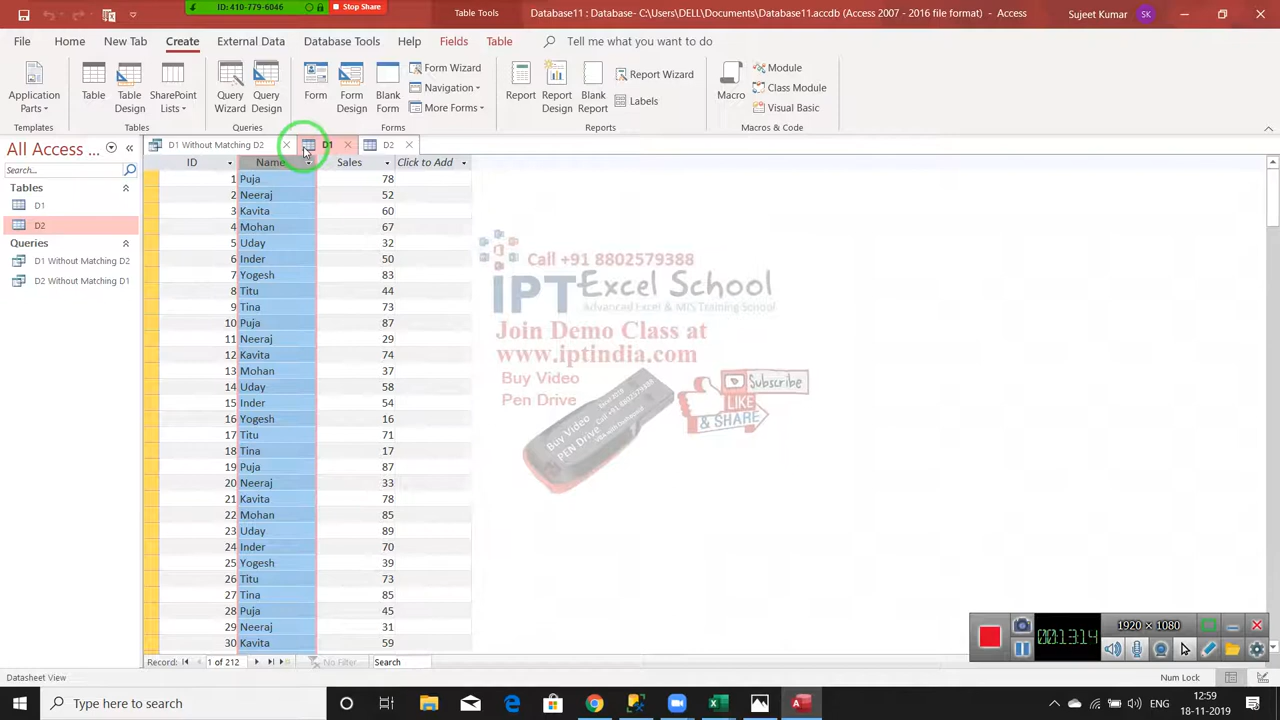 ID: 410-779-6046 Stop Share
Table Tools Database11 : Database- C:\Users\DELL\Documents\Database11.accdb (Access 2007 - 2016 file format) - Access Sujeet Kumar SK
File Home New Tab Create External Data Database Tools Help Fields Table Tell me what you want to do
Application Parts Table Table Design SharePoint Lists Query Wizard Query Design Form Form Design Blank Form Form Wizard Navigation More Forms Report Report Design Blank Report Report Wizard Labels Macro Module Class Module Visual Basic
Templates Tables Queries Forms Reports Macros & Code
All Access ... «
Search...
Tables
D1
D2
Queries
D1 Without Matching D2
D2 Without Matching D1
D1 Without Matching D2 D1 D2
ID Name Sales Click to Add
1 Puja 78
2 Neeraj 52
3 Kavita 60
4 Mohan 67
5 Uday 32
6 Inder 50
7 Yogesh 83
8 Titu 44
9 Tina 73
10 Puja 87
11 Neeraj 29
12 Kavita 74
13 Mohan 37
14 Uday 58
15 Inder 54
16 Yogesh 16
17 Titu 71
18 Tina 17
19 Puja 87
20 Neeraj 33
21 Kavita 78
22 Mohan 85
23 Uday 89
24 Inder 70
25 Yogesh 39
26 Titu 73
27 Tina 85
28 Puja 45
29 Neeraj 31
30 Kavita 59
Call +91 8802579388
IPT Excel School
Advanced Excel & MIS Training School
Join Demo Class at
www.iptindia.com
Buy Video
Pen Drive
Subscribe
LIKE
& SHARE
Buy Video
PEN Drive
00:13:14 1920 × 1080
Record: 1 of 212 No Filter Search
Datasheet View Num Lock
Type here to search
ENG
12:59
18-11-2019